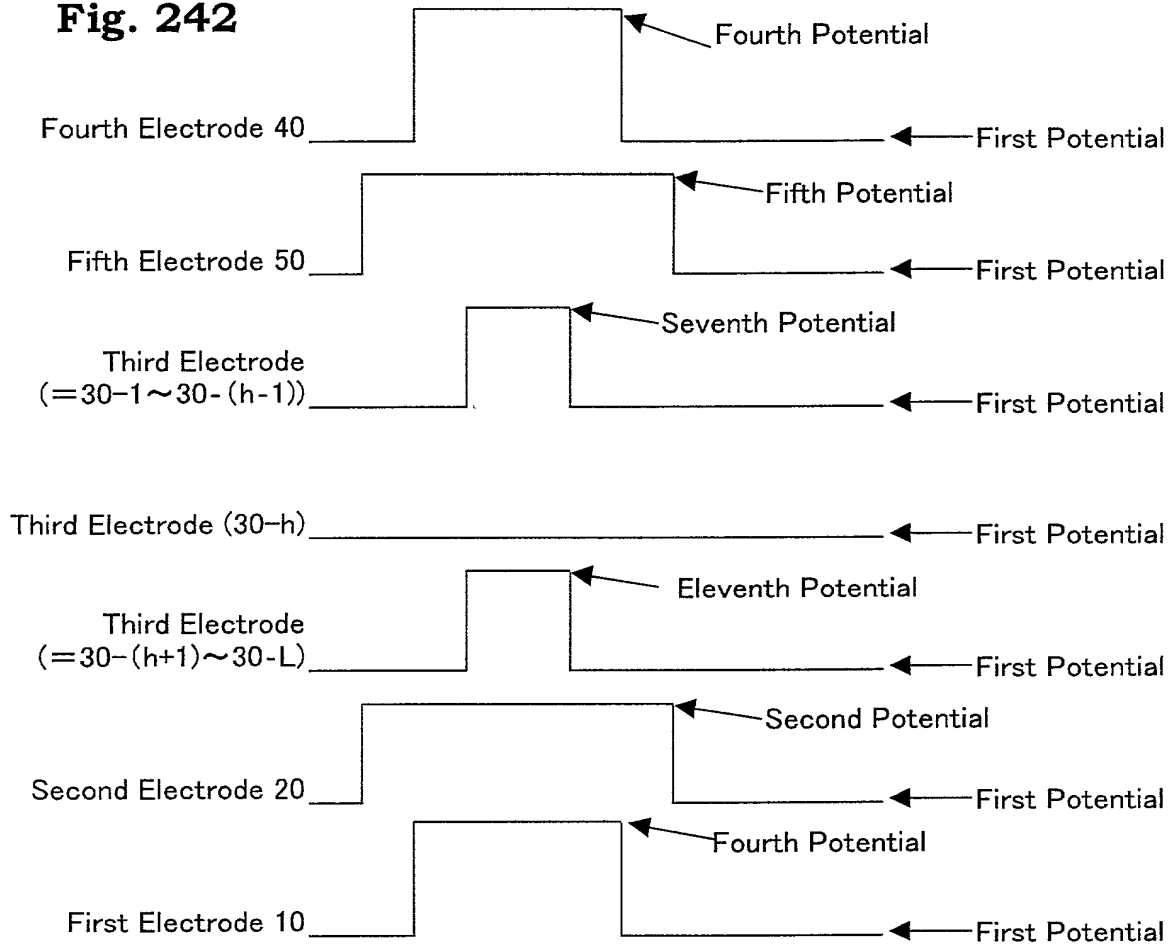 Fig. 242
Fourth Potential
Fourth Electrode 40
First Potential
Fifth Potential
Fifth Electrode 50
First Potential
Seventh Potential
Third Electrode
(=30-1~30-(h-1))
First Potential
Third Electrode (30-h)
First Potential
Eleventh Potential
Third Electrode
(=30-(h+1)~30-L)
First Potential
Second Potential
Second Electrode 20
First Potential
Fourth Potential
First Electrode 10
First Potential